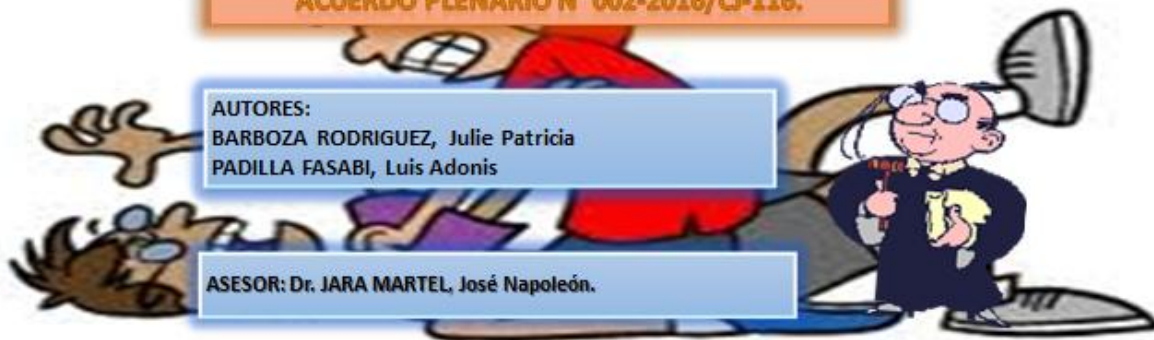 ACUERDO PLENARIO N° 002-2016/CJ-116.
AUTORES:
BARBOZA RODRIGUEZ, Julie Patricia
PADILLA FASABI, Luis Adonis
ASESOR: Dr. JARA MARTEL, José Napoleón.